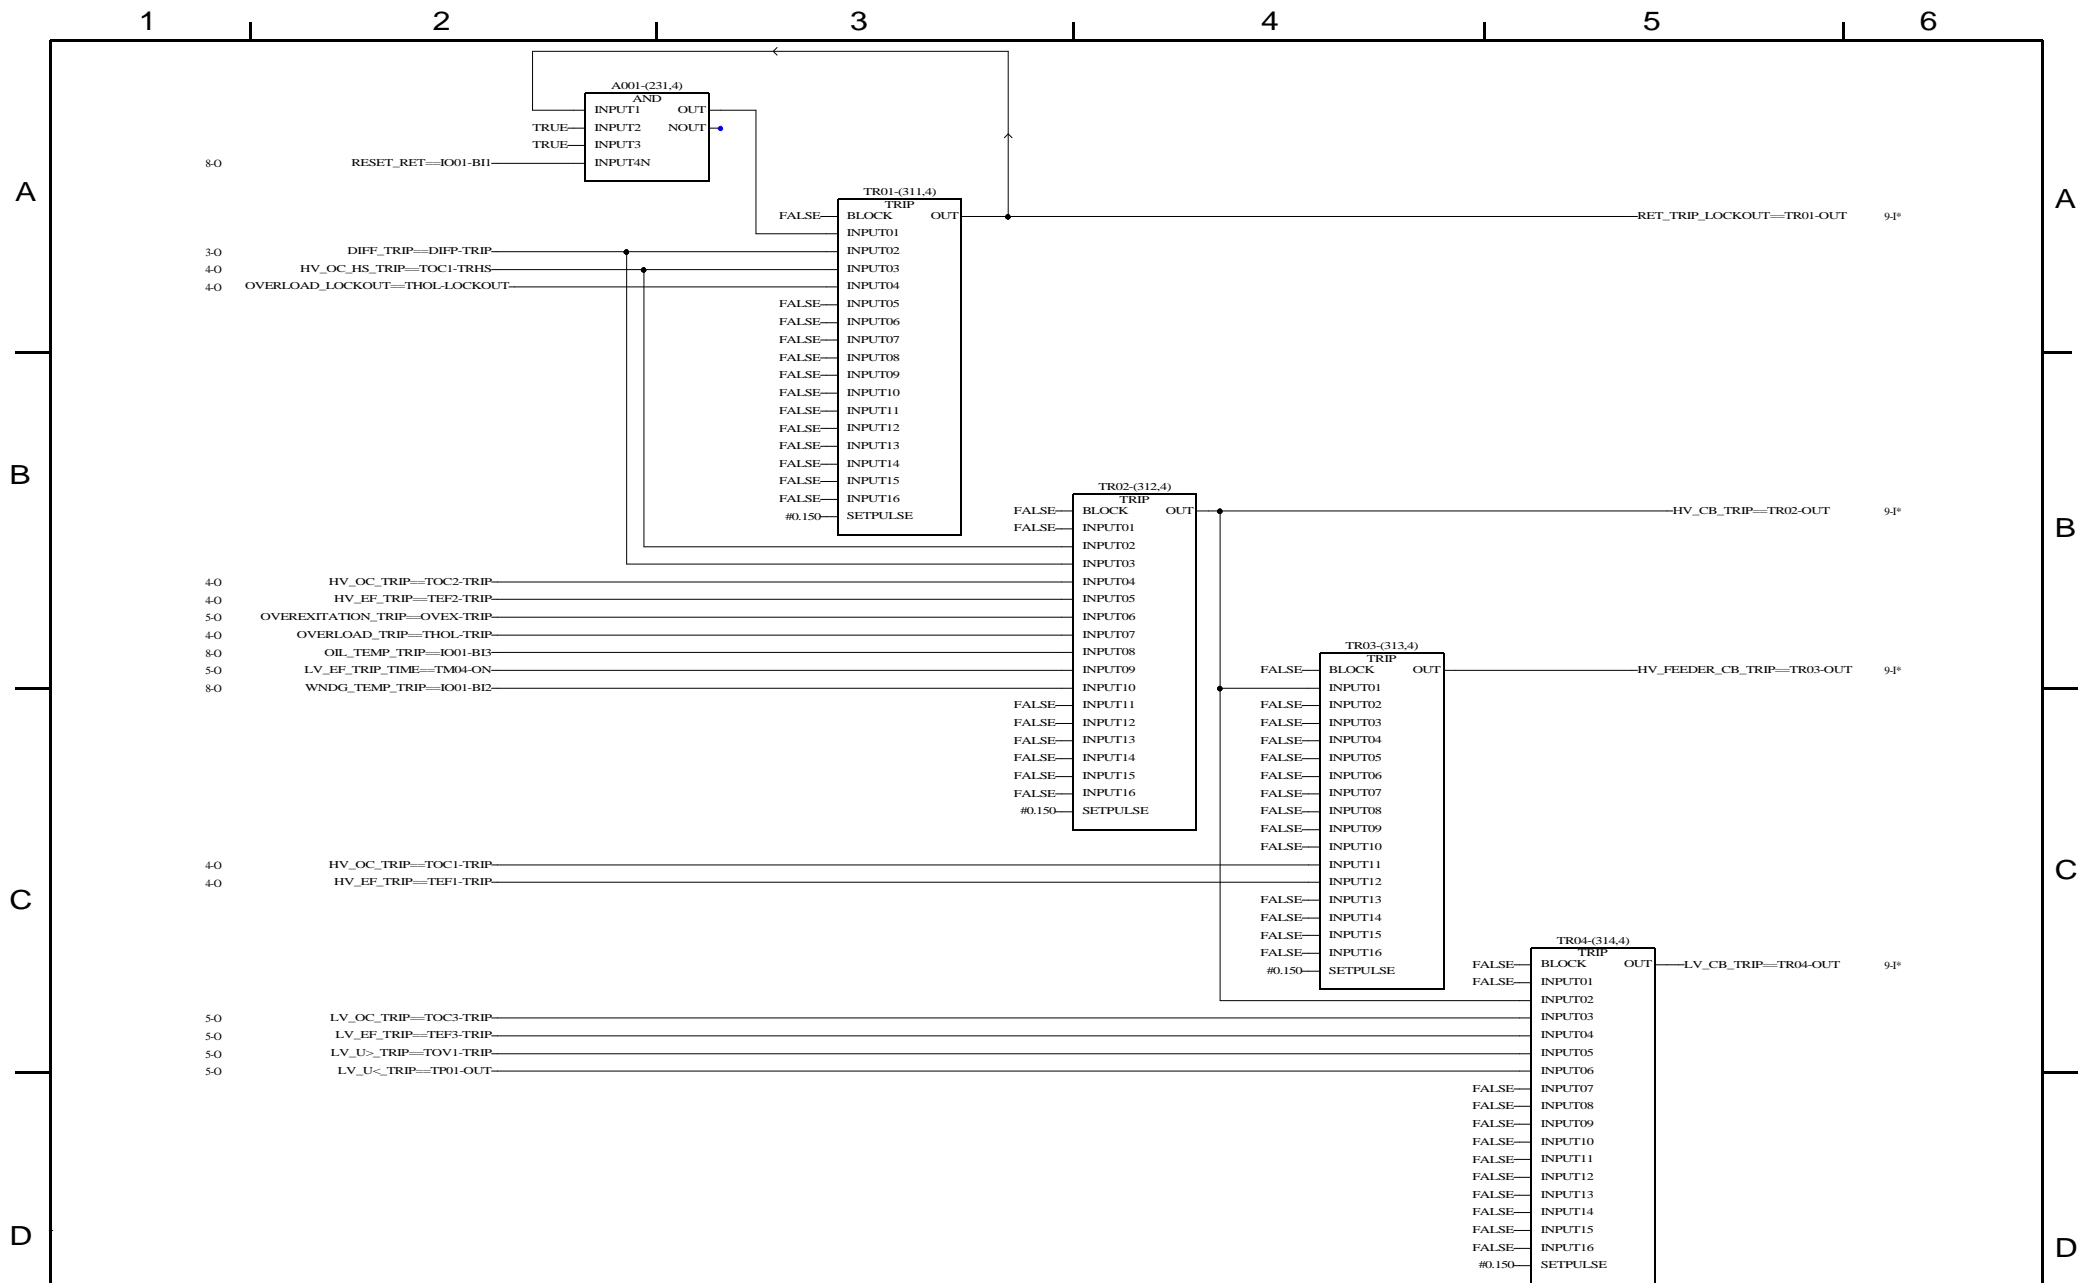 1 2 3 4 5 6
A001-(231,4)
AND
INPUT1 OUT
TRUE INPUT2 NOUT
TRUE INPUT3
8-O RESET_RET==IO01-BI1 INPUT4N
A A
TR01-(311,4)
TRIP
FALSE BLOCK OUT RET_TRIP_LOCKOUT==TR01-OUT 9-I*
INPUT01
3-O DIFF_TRIP==DIFP-TRIP INPUT02
4-O HV_OC_HS_TRIP==TOC1-TRHS INPUT03
4-O OVERLOAD_LOCKOUT==THOL-LOCKOUT INPUT04
FALSE INPUT05
FALSE INPUT06
FALSE INPUT07
FALSE INPUT08
FALSE INPUT09
FALSE INPUT10
FALSE INPUT11
FALSE INPUT12
FALSE INPUT13
FALSE INPUT14
B
FALSE INPUT15
FALSE INPUT16
#0.150 SETPULSE
TR02-(312,4)
TRIP
FALSE BLOCK OUT HV_CB_TRIP==TR02-OUT 9-I*
FALSE INPUT01
B
INPUT02
INPUT03
4-O HV_OC_TRIP==TOC2-TRIP INPUT04
4-O HV_EF_TRIP==TEF2-TRIP INPUT05
5-O OVEREXITATION_TRIP==OVEX-TRIP INPUT06
4-O OVERLOAD_TRIP==THOL-TRIP INPUT07
8-O OIL_TEMP_TRIP==IO01-BI3 INPUT08
5-O LV_EF_TRIP_TIME==TM04-ON INPUT09
8-O WNDG_TEMP_TRIP==IO01-BI2 INPUT10
FALSE INPUT11
FALSE INPUT12
FALSE INPUT13
FALSE INPUT14
FALSE INPUT15
FALSE INPUT16
#0.150 SETPULSE
TR03-(313,4)
TRIP
FALSE BLOCK OUT HV_FEEDER_CB_TRIP==TR03-OUT 9-I*
INPUT01
FALSE INPUT02
FALSE INPUT03
FALSE INPUT04
FALSE INPUT05
FALSE INPUT06
FALSE INPUT07
FALSE INPUT08
FALSE INPUT09
FALSE INPUT10
4-O HV_OC_TRIP==TOC1-TRIP INPUT11
4-O HV_EF_TRIP==TEF1-TRIP INPUT12
C C
FALSE INPUT13
FALSE INPUT14
FALSE INPUT15
FALSE INPUT16
#0.150 SETPULSE
TR04-(314,4)
TRIP
FALSE BLOCK OUT LV_CB_TRIP==TR04-OUT 9-I*
FALSE INPUT01
INPUT02
5-O LV_OC_TRIP==TOC3-TRIP INPUT03
5-O LV_EF_TRIP==TEF3-TRIP INPUT04
5-O LV_U>_TRIP==TOV1-TRIP INPUT05
5-O LV_U<_TRIP==TP01-OUT INPUT06
FALSE INPUT07
FALSE INPUT08
FALSE INPUT09
FALSE INPUT10
FALSE INPUT11
FALSE INPUT12
FALSE INPUT13
FALSE INPUT14
FALSE INPUT15
D D
FALSE INPUT16
#0.150 SETPULSE